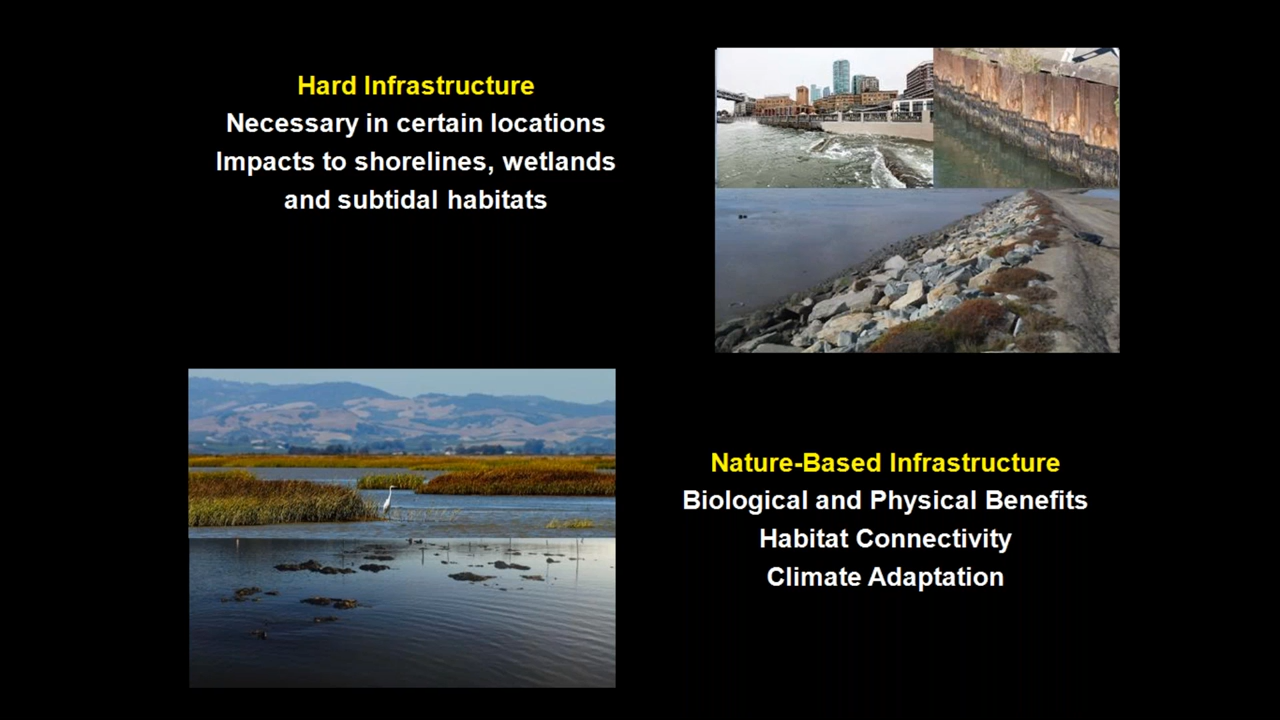 Hard Infrastructure
Necessary in certain locations
Impacts to shorelines, wetlands
and subtidal habitats
Nature-Based Infrastructure
Biological and Physical Benefits
Habitat Connectivity
Climate Adaptation